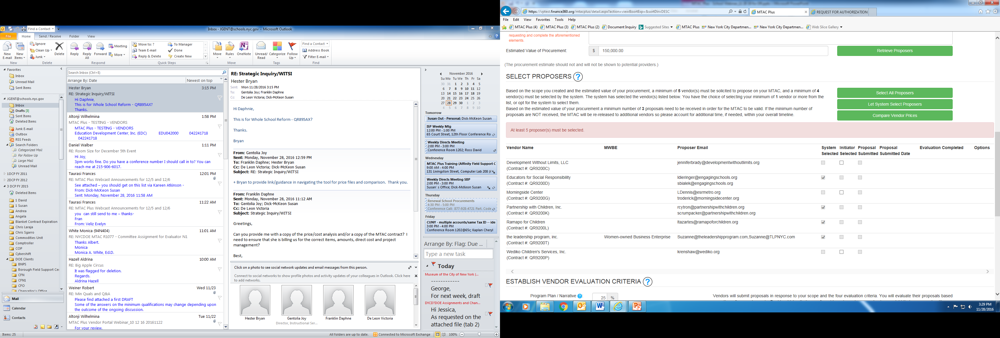 Find a Contact
Inbox - JGENT@schools.nyc.gov - Microsoft Outlook
File Home Send / Receive Folder View
New E-mail
New Items
Ignore
Clean Up
Junk
Delete
Reply
Reply All
Forward
Meeting
More
Move to: ?
Team E-mail
Reply & Delete
To Manager
Done
Create New
Move
Rules
OneNote
Unread/ Read
Categorize
Follow Up
Find a Contact
Address Book
Filter E-mail
New Delete Respond Quick Steps Move Tags Find
Favorites
Inbox
Unread Mail
Sent Items
JGENT@schools.nyc.gov
Inbox
Drafts [3]
Sent Items
Deleted Items
Junk E-mail
Outbox
RSS Feeds
Search Folders
Categorized Mail
For Follow Up
Large Mail
Unread Mail
1DCP FY 2011
2DCP FY 2012
3 DCP FY 2015
Deleted Items
1 David
1 Susan
Andrea
Angela
Blanket Contract Expiration
Chris Laraja
Chris Sgarro
Commodities Unit
Comptroller
COP
Cybershift
DOE Clients
BNPS
Borough Field Support Cen
CFN
CFN1
CFO
Chancellor's Office
Mail
Calendar
Contacts
Items: 25
Search Inbox (Ctrl+E)
Arrange By: Date Newest on top
Hester Bryan 3:15 PM
RE: Strategic Inquiry/WITSI
Hi Daphnie,
This is for Whole School Reform - QR895AX?
Thanks.
Altonji Wilhelmina 1:58 PM
MTAC Plus - TESTING - VENDORS
MTAC Plus - TESTING - VENDORS
Education Development Center, Inc. (EDC) EDU042000 042241718
042241718
Daniel Walber 1:11 PM
RE: Room Size for December 5th Event
Hi Joy,
3pm works fine. Do you have a conference number I should call in to? You can
reach me at 215-906-6017.
Taurasi Frances 12:01 PM
RE: MTAC Plus Webcast Announcements for 12/5 and 12/6
See attached – you should get on this list via Kareen Atkinson -
From: Dick-McKeon Susan
Sent: Monday, November 28, 2016 11:58 AM
Taurasi Frances 11:22 AM
RE: MTAC Plus Webcast Announcements for 12/5 and 12/6
you can still send to me – thanks-
Fran
From: Veliz Evelyn
White Monica (94N404) 11:01 AM
RE: NYCDOE MTAC R1077 - Committee Assignment for Evaluator N1
Thanks Albert.
Monica
Monica A. White, Ed.D.
Hazell Aldrina 10:00 AM
RE: Big Apple Circus
It was flagged for deletion.
Regards.
Aldrina Hazell
Weiner Robert Wed 11/23
RE: Min Quals and Q&A
Please find attached a first DRAFT
Some of the answers on the minimum qualifications may change depending upon
the outcome of the ongoing discussion.
Altonji Wilhelmina Tue 11/22
MTAC Plus Vendor Portal Webinar_10 12 16 20161122
For your review.
RE: Strategic Inquiry/WITSI
Hester Bryan
Sent: Mon 11/28/2016 3:15 PM
To: Gentolia Joy; Franklin Daphne
Cc: De Leon Victoria; Dick-McKeon Susan
Hi Daphnie,
This is for Whole School Reform - QR895AX?
Thanks.
Bryan
From: Gentolia Joy
Sent: Monday, November 28, 2016 12:59 PM
To: Franklin Daphne; Hester Bryan
Cc: De Leon Victoria; Dick-McKeon Susan
Subject: RE: Strategic Inquiry/WITSI
+ Bryan to provide link/guidance in navigating the tool for price files and comparison. Thank you.
From: Franklin Daphne
Sent: Monday, November 28, 2016 11:12 AM
To: Gentolia Joy; Dick-McKeon Susan
Cc: De Leon Victoria
Subject: Strategic Inquiry/WITSI
Greetings,
Can you provide me with a copy of the price/cost analysis and/or a copy of the MTAC contract? I
need to ensure that she is billing us for the correct items, amounts, direct cost and project
management?
Best,
Click on a photo to see social network updates and email messages from this person.
Connect to social networks to show profile photos and activity updates of your colleagues in Outlook. Click here
to add networks.
Hester Bryan Gentolia Joy Franklin Daphne De Leon Victoria
Director, Instructional Ser...
All folders are up to date. Connected to Microsoft Exchange 100%
November 2016
Su Mo Tu We Th Fr Sa
30 31 1 2 3 4 5
6 7 8 9 10 11 12
13 14 15 16 17 18 19
20 21 22 23 24 25 26
27 28 29 30 1 2 3
4 5 6 7 8 9 10
Tomorrow
Susan Out - Personal; Dick-McKeon Susan
ISP Weekly Mtg
12:00 PM - 1:00 PM
65 Court Street, 12th Floor Conference Ro
Weekly Directs Meeting
2:00 PM - 3:00 PM
Conference Room 1202; Ross David
Wednesday
MTAC Plus Training (Affinity Field Support C
9:00 AM - 4:00 PM
131 Livingston Street, Computer Lab 208 (/
Weekly Directs Meeting SBP
2:00 PM - 3:00 PM
Susan's Office; Dick-McKeon Susan
Thursday
Renewal School Procurements
4:30 PM - 5:00 PM
Conference Call: 877-928-4721 Part. Code
Friday
CUNY - multiple accounts/same Tax ID -- ide
3:00 PM - 4:00 PM
Conference Room 1202@65c; Kaplan Cheryl
Arrange By: Flag: Due ...
Type a new task
Today
Museum of the City of New York (...
------------
George,
For next week, draft
DYCD?DOE Assignments and Chan...
Hi Jessica,
As requested on the
attached file (tab 2)
https://vptest.finance360.org/mtacplus/detail.aspx?action=view&sortExp=&sortDir=DESC
MTAC Plus
REQUEST FOR AUTHORIZATION
File Edit View Favorites Tools Help
MTAC Plus (4) MTAC Plus (3) MTAC Plus (2) Document Inquiry Suggested Sites MTAC Plus New York City Departmen... New York City Departmen... Web Slice Gallery
requesting and complete the aforementioned
elements.
Estimated Value of Procurement: $ 150,000.00 Retrieve Proposers
(The procurement estimate should not and will not be shown to potential providers.)
SELECT PROPOSERS ?
Based on the scope you created and the estimated value of your procurement, a minimum of 5 vendor(s) must be solicited to propose on your MTAC, and a minimum of 4
vendor(s) must be selected by the system. The system has selected the vendor(s) listed below. You have the choice of selecting your minimum of 1 vendor or more from the
list, or opt for the system to select them.
Based on the estimated value of your procurement a minimum number of 3 proposals need to be received in order for the MTAC to be valid. If the minimum number of
proposals are NOT received, the MTAC will be re-released to additional vendors so please account for additional time, if needed, within your overall timeline.
Select All Proposers
Let System Select Proposers
Compare Vendor Prices
At least 5 proposer(s) must be selected.
Vendor Name MWBE Proposer Email System Selected Initiator Selected Proposal Submitted Proposal Submitted Date Evaluation Completed Options
Development Without Limits, LLC jenniferbrady@developmentwithoutlimits.org
(Contract #: QR9200C)
Educators for Social Responsibility ldieringer@engagingschools.org
(Contract #: QR9200D) sbialek@engagingschools.org
Morningside Center LDennis@esrmetro.org
(Contract #: QR9200G) troderick@morningsidecenter.org
Partnership with Children, Inc. rcytron@partnershipwithchildren.org
(Contract #: QR9200K) scrumpacker@partnershipwithchildren.org
Ramapo for Children ltazartes@ramapoforchildren.org
(Contract #: QR9200L)
the leadership program, inc. Women-owned Business Enterprise Suzanne@theleadershipprogram.com,Suzanne@TLPNYC.com
(Contract #: QR9200T)
Wediko Children's Services, Inc. krenshaw@wediko.org
(Contract #: QR9200P)
ESTABLISH VENDOR EVALUATION CRITERIA ?
Program Plan / Narrative ?: 25 %
Vendors will submit proposals in response to your scope and the four evaluation criteria. You will evaluate their proposals based
3:29 PM
11/28/2016